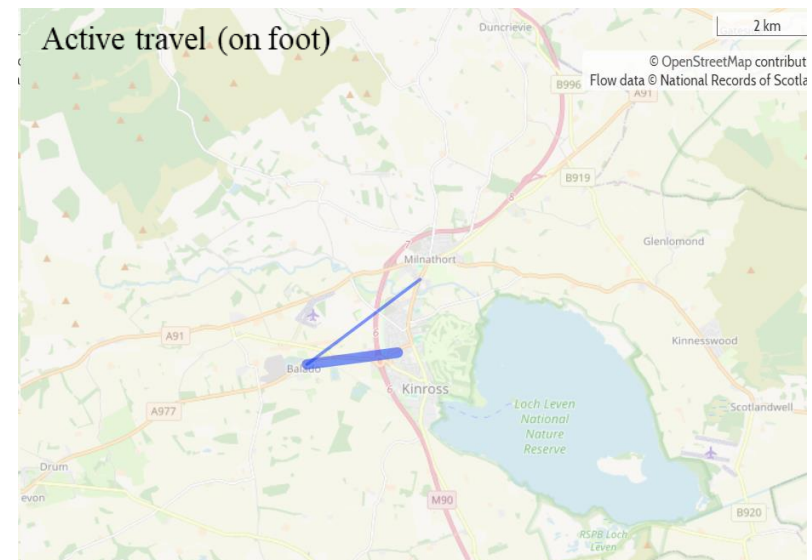 Active travel (on foot)
Duncrievie
2 km
© OpenStreetMap contribut
Flow data © National Records of Scotla
B996
A91
B919
Glenlomond
Milnathort
A91
Kinnesswood
Balado
Kinross
A977
Loch Leven
National
Nature
Reserve
Scotlandwell
Drum
evon
M90
B920
RSPB Loch
Leven